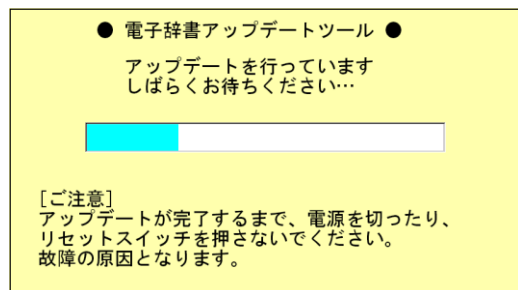 ● 電子辞書アップデートツール ●
アップデートを行っています
しばらくお待ちください…
[ご注意]
アップデートが完了するまで、電源を切ったり、
リセットスイッチを押さないでください。
故障の原因となります。